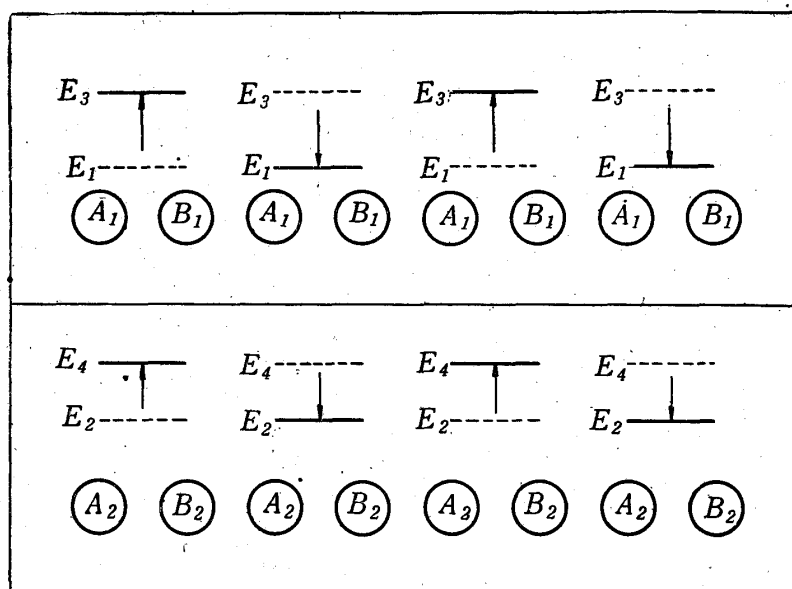 E₃ E₃ E₃ E₃
E₁ E₁ E₁ E₁
A₁ B₁ A₁ B₁ A₁ B₁ A₁ B₁
E₄ E₄ E₄ E₄
E₂ E₂ E₂ E₂
A₂ B₂ A₂ B₂ A₃ B₂ A₂ B₂